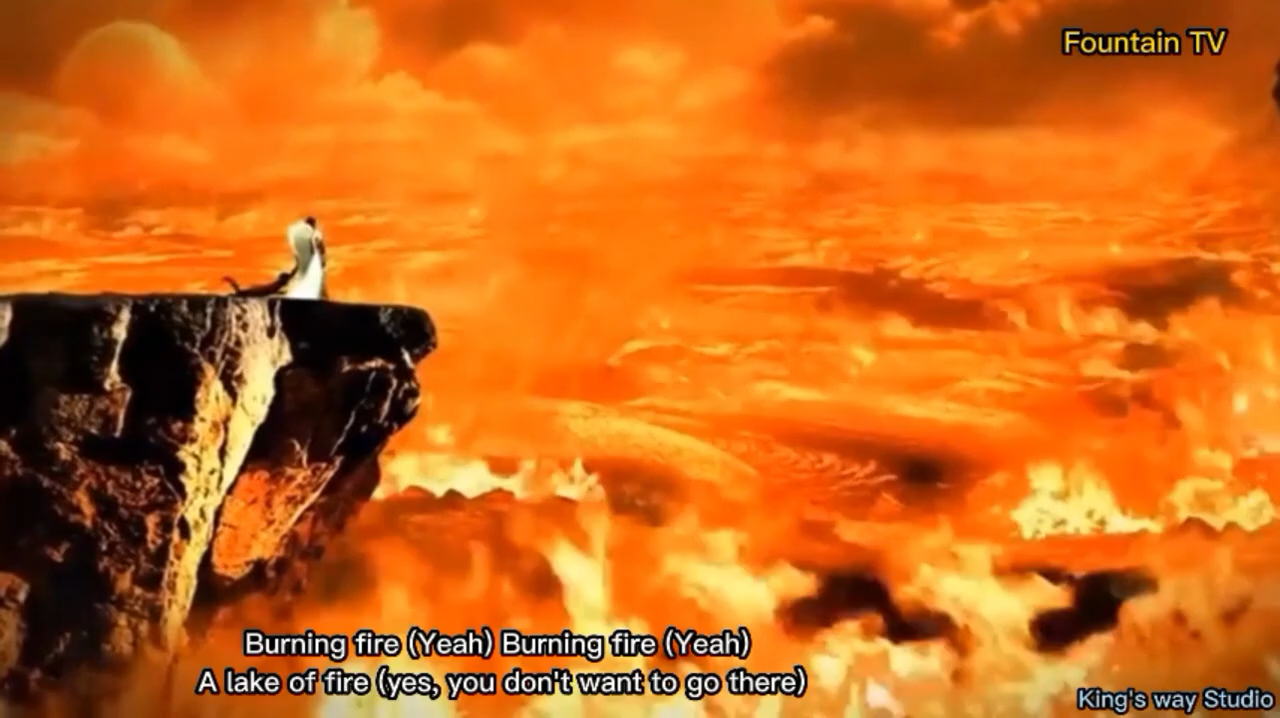 Fountain TV
Burning fire (Yeah) Burning fire (Yeah)
A lake of fire (yes, you don't want to go there)
King's way Studio